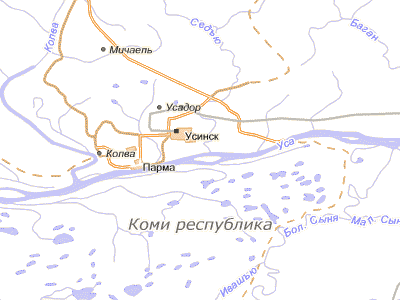 Колва
Мичаель
Седъю
Баган
Усадор
Усинск
Уса
Колва
Парма
Коми республика
Бол. Сыня
Мал. Сын
Ивашъю